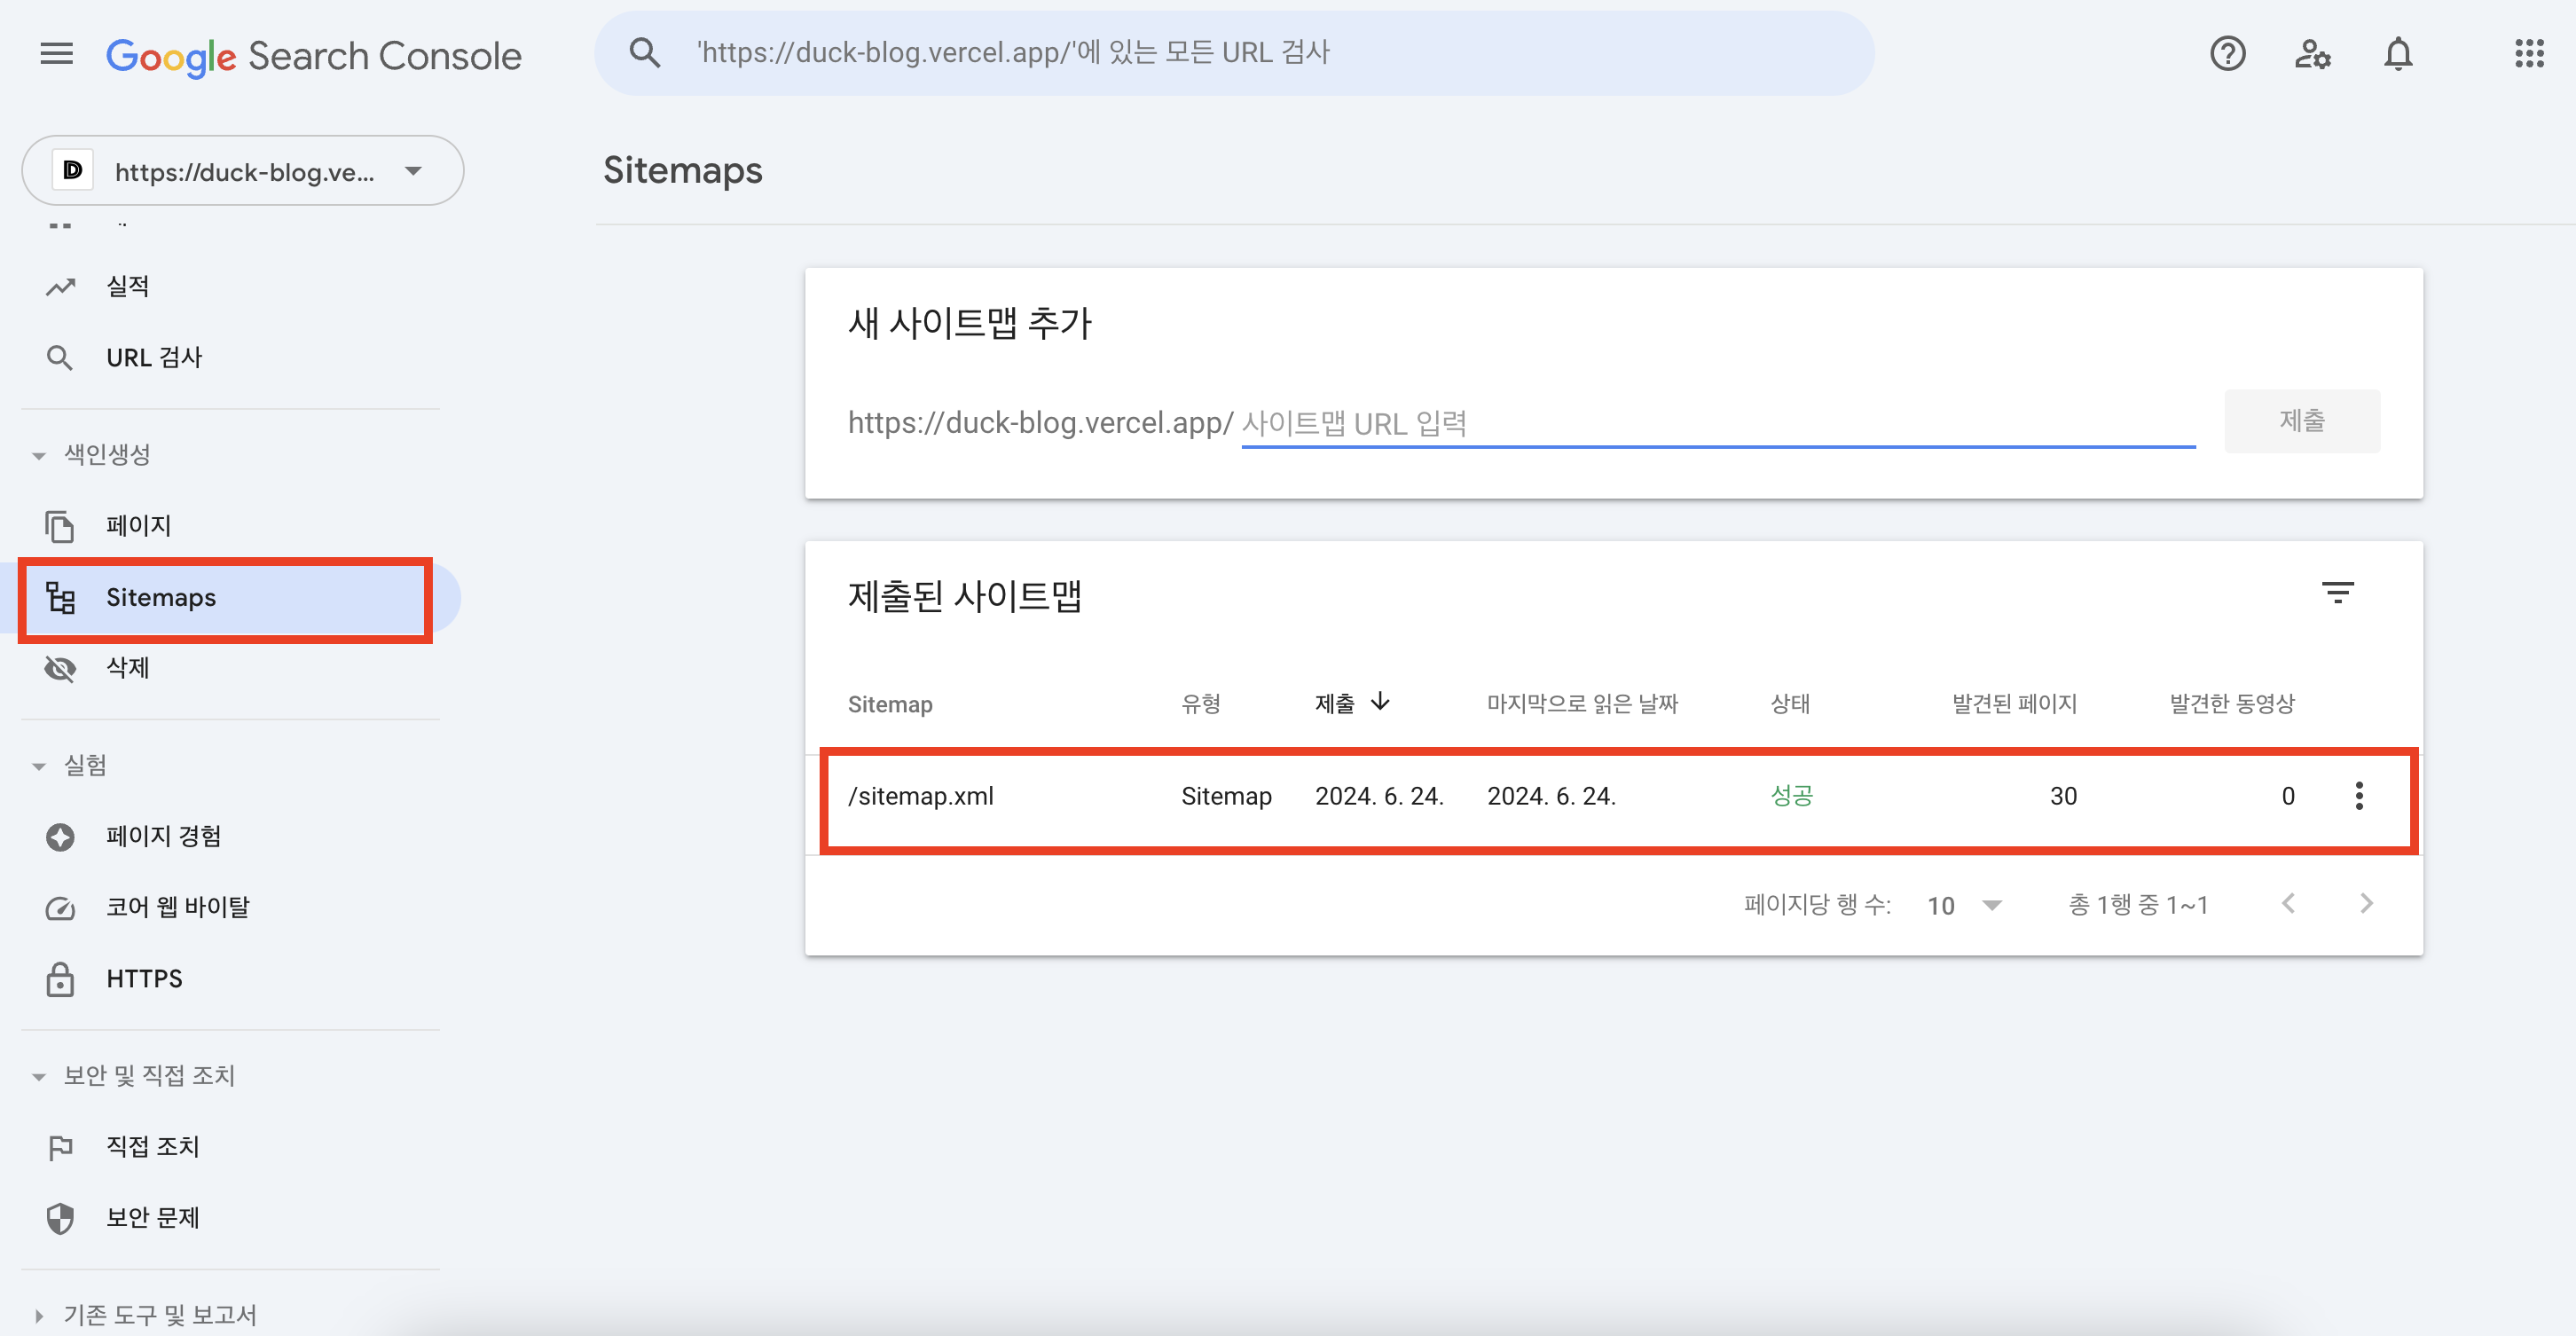 Google Search Console
'https://duck-blog.vercel.app/'에 있는 모든 URL 검사
D
https://duck-blog.ve...
실적
URL 검사
색인생성
페이지
Sitemaps
삭제
실험
페이지 경험
코어 웹 바이탈
HTTPS
보안 및 직접 조치
직접 조치
보안 문제
기존 도구 및 보고서
Sitemaps
새 사이트맵 추가
https://duck-blog.vercel.app/ 사이트맵 URL 입력
제출
제출된 사이트맵
Sitemap 유형 제출 마지막으로 읽은 날짜 상태 발견된 페이지 발견한 동영상
/sitemap.xml Sitemap 2024. 6. 24. 2024. 6. 24. 성공 30 0
페이지당 행 수: 10 총 1행 중 1~1